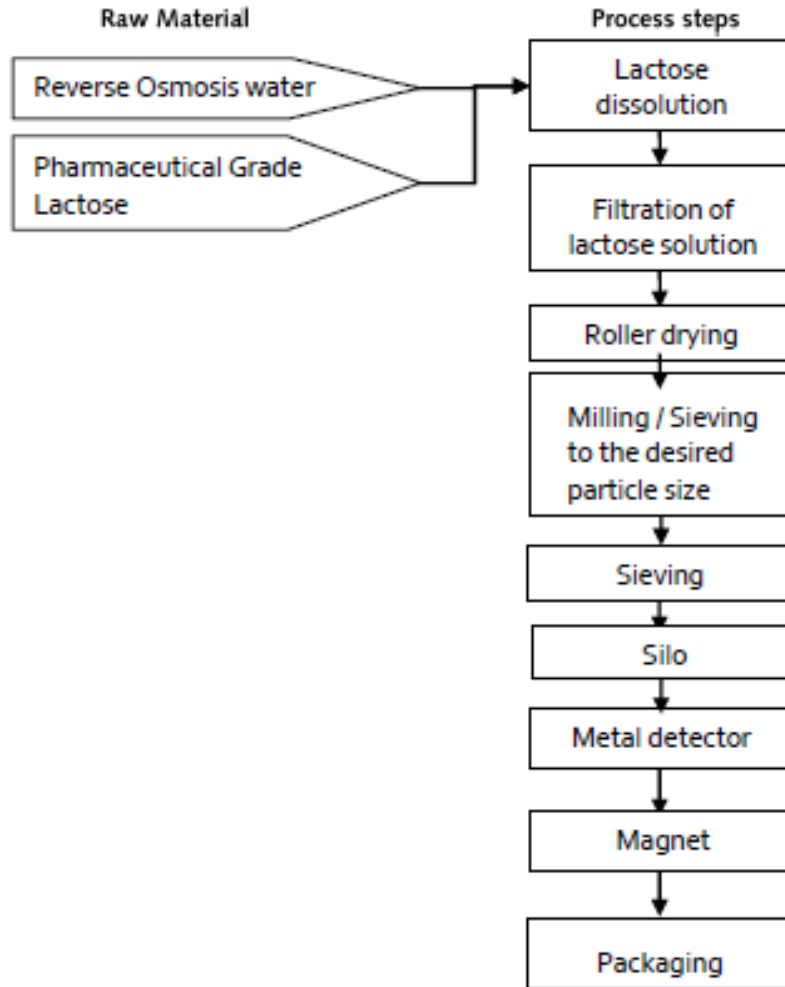 Raw Material
Process steps
Reverse Osmosis water
Pharmaceutical Grade
Lactose
Lactose
dissolution
Filtration of
lactose solution
Roller drying
Milling / Sieving
to the desired
particle size
Sieving
Silo
Metal detector
Magnet
Packaging